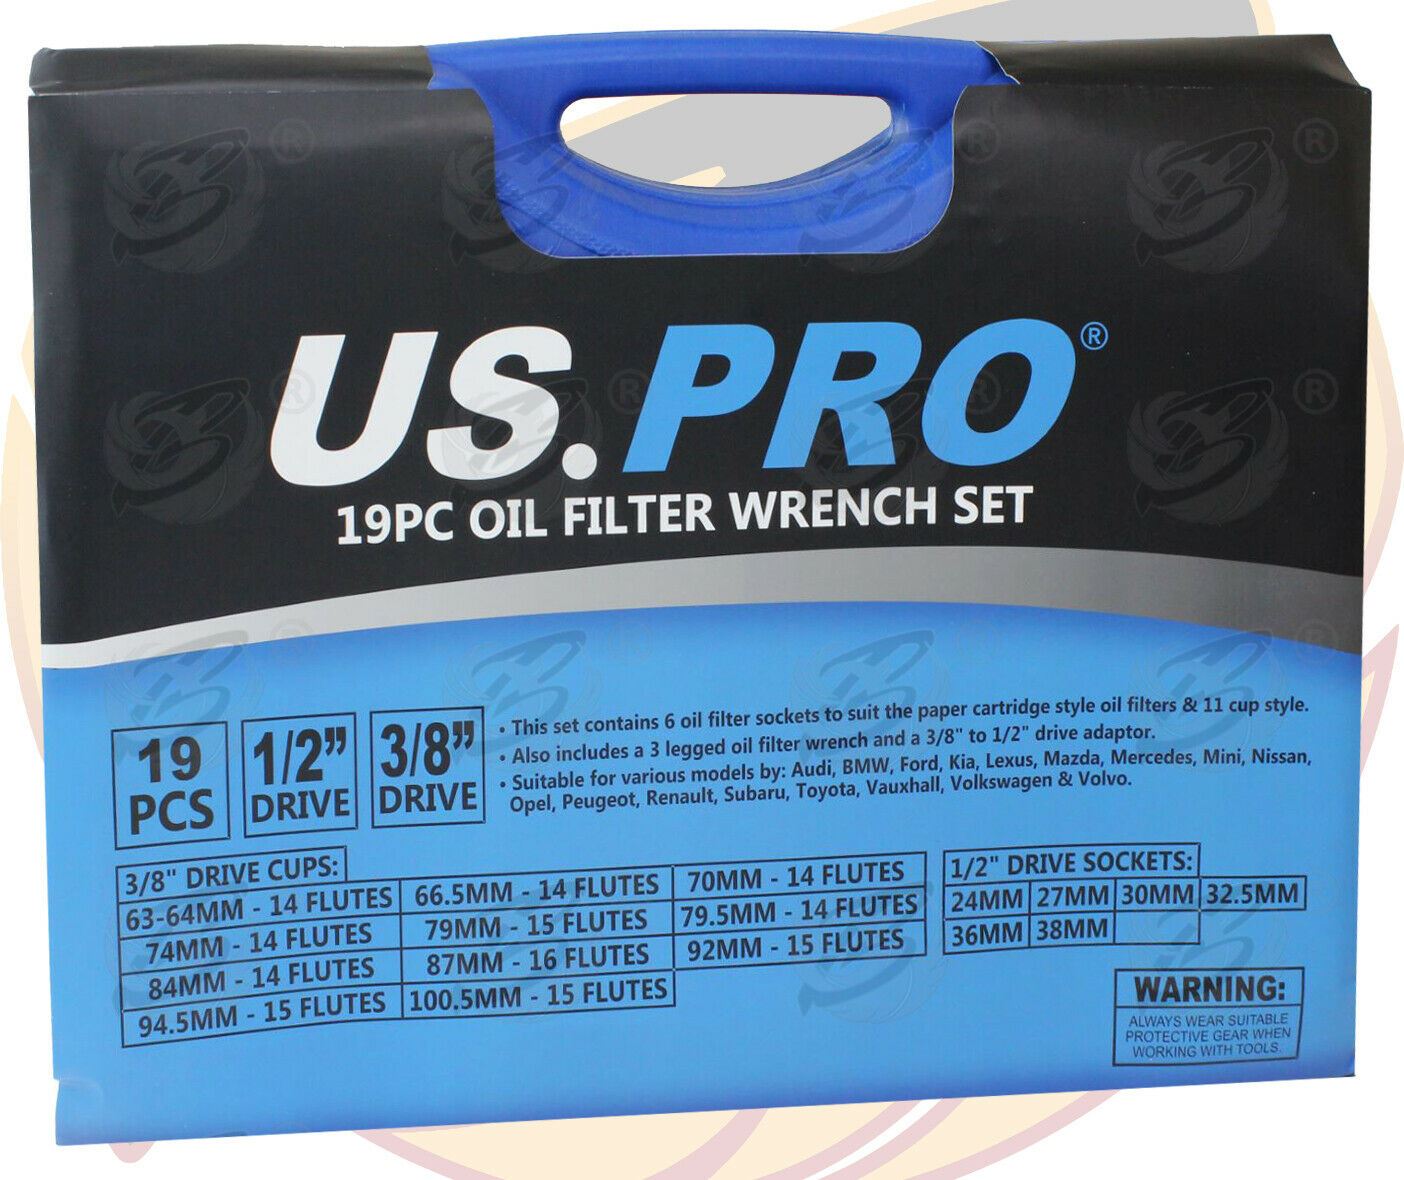 US.PRO®
19PC OIL FILTER WRENCH SET
19
PCS
1/2”
DRIVE
3/8”
DRIVE
• This set contains 6 oil filter sockets to suit the paper cartridge style oil filters & 11 cup style.
• Also includes a 3 legged oil filter wrench and a 3/8" to 1/2" drive adaptor.
• Suitable for various models by: Audi, BMW, Ford, Kia, Lexus, Mazda, Mercedes, Mini, Nissan,
Opel, Peugeot, Renault, Subaru, Toyota, Vauxhall, Volkswagen & Volvo.
3/8" DRIVE CUPS:
63-64MM - 14 FLUTES 66.5MM - 14 FLUTES 70MM - 14 FLUTES
74MM - 14 FLUTES 79MM - 15 FLUTES 79.5MM - 14 FLUTES
84MM - 14 FLUTES 87MM - 16 FLUTES 92MM - 15 FLUTES
94.5MM - 15 FLUTES 100.5MM - 15 FLUTES
1/2" DRIVE SOCKETS:
24MM 27MM 30MM 32.5MM
36MM 38MM
WARNING:
ALWAYS WEAR SUITABLE
PROTECTIVE GEAR WHEN
WORKING WITH TOOLS.